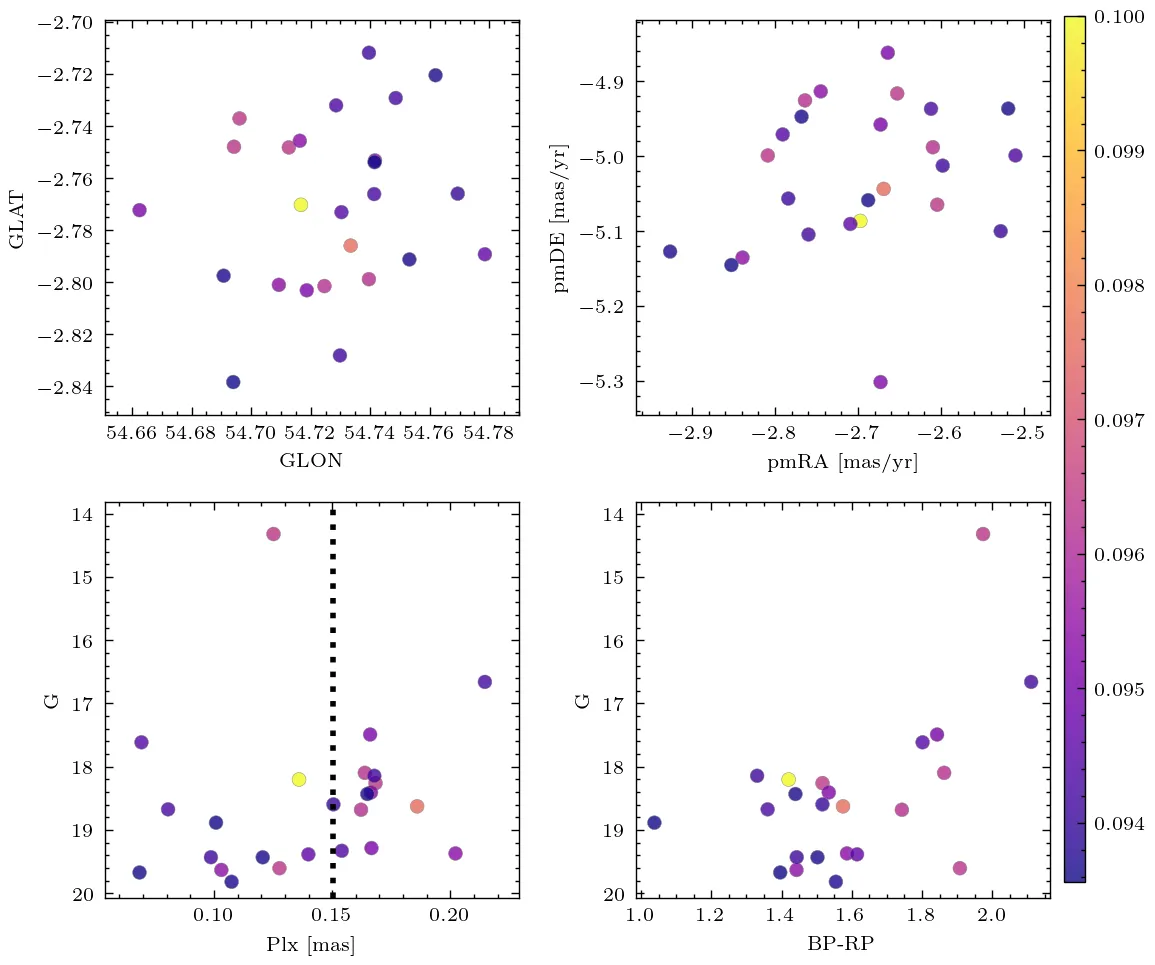 −2.70
−2.72
−2.74
−2.76
−2.78
−2.80
−2.82
−2.84
GLAT
54.66 54.68 54.70 54.72 54.74 54.76 54.78
GLON
−4.9
−5.0
−5.1
−5.2
−5.3
pmDE [mas/yr]
−2.9 −2.8 −2.7 −2.6 −2.5
pmRA [mas/yr]
14
15
16
17
18
19
20
G
0.10 0.15 0.20
Plx [mas]
14
15
16
17
18
19
20
G
1.0 1.2 1.4 1.6 1.8 2.0
BP-RP
0.100
0.099
0.098
0.097
0.096
0.095
0.094